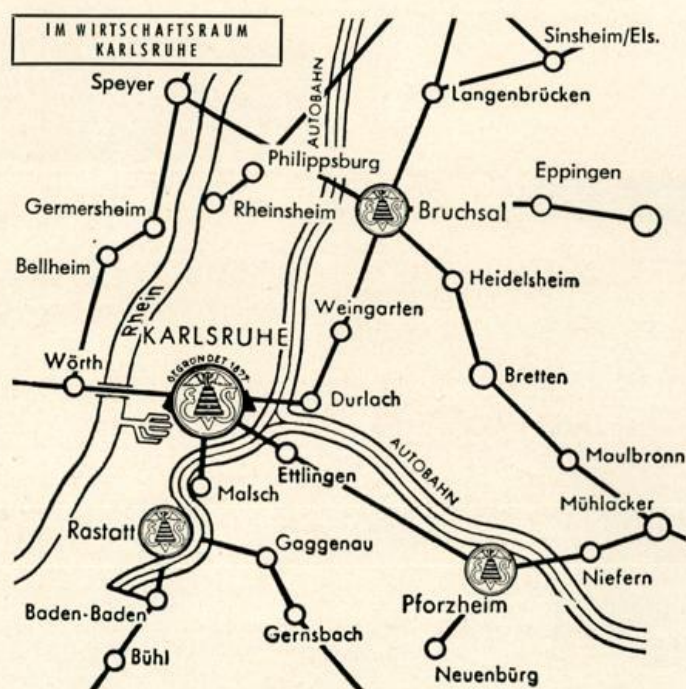 IM WIRTSCHAFTSRAUM
KARLSRUHE
Sinsheim/Els.
Speyer
AUTOBAHN
Langenbrücken
Philippsburg
Eppingen
Germersheim
Rheinsheim
Bruchsal
Bellheim
Heidelsheim
Rhein
Weingarten
KARLSRUHE
Wörth
GEGRÜNDET 1877
Bretten
Durlach
AUTOBAHN
Maulbronn
Ettlingen
Malsch
Mühlacker
Rastatt
Gaggenau
Niefern
Baden-Baden
Pforzheim
Gernsbach
Bühl
Neuenbürg